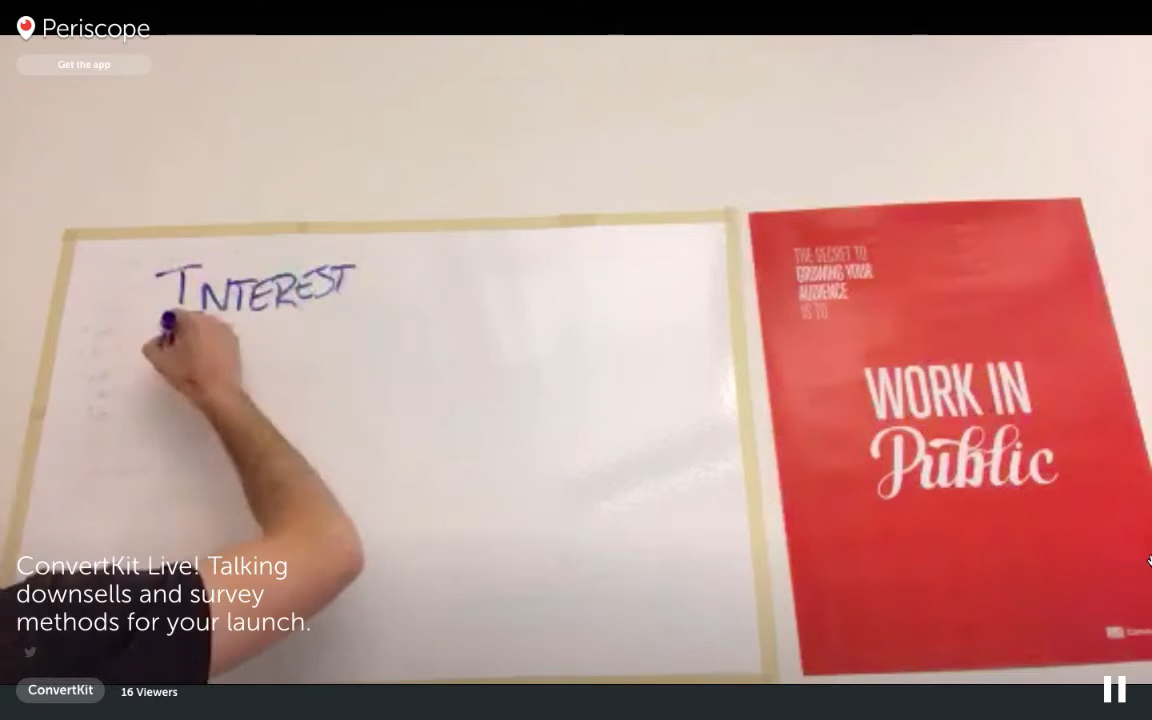 Periscope
Get the app
INTEREST
THE SECRET TO
GROWING YOUR
AUDIENCE
IS TO
WORK IN
Public
ConvertKit Live! Talking
downsells and survey
methods for your launch.
ConvertKit
16 Viewers